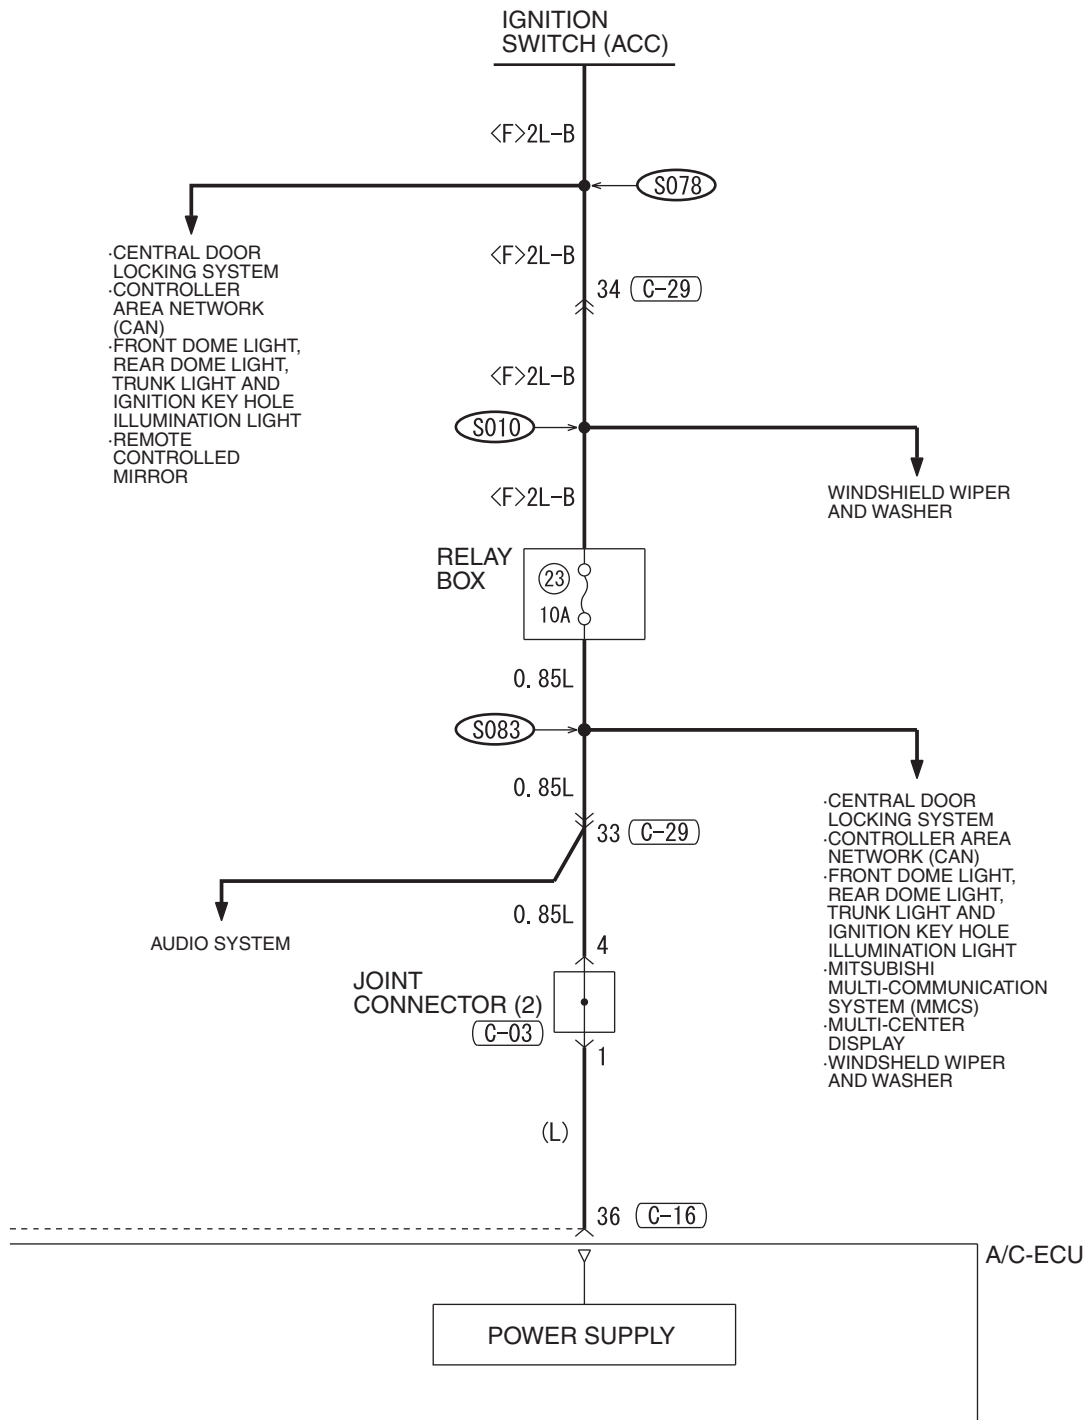 IGNITION
SWITCH (ACC)
<F>2L-B
S078
·CENTRAL DOOR
LOCKING SYSTEM
·CONTROLLER
AREA NETWORK
(CAN)
·FRONT DOME LIGHT,
REAR DOME LIGHT,
TRUNK LIGHT AND
IGNITION KEY HOLE
ILLUMINATION LIGHT
·REMOTE
CONTROLLED
MIRROR
<F>2L-B
34 C-29
<F>2L-B
S010
WINDSHIELD WIPER
AND WASHER
<F>2L-B
RELAY
BOX
23
10A
0.85L
S083
·CENTRAL DOOR
LOCKING SYSTEM
·CONTROLLER AREA
NETWORK (CAN)
·FRONT DOME LIGHT,
REAR DOME LIGHT,
TRUNK LIGHT AND
IGNITION KEY HOLE
ILLUMINATION LIGHT
·MITSUBISHI
MULTI-COMMUNICATION
SYSTEM (MMCS)
·MULTI-CENTER
DISPLAY
·WINDSHIELD WIPER
AND WASHER
0.85L
33 C-29
AUDIO SYSTEM
0.85L
4
JOINT
CONNECTOR (2)
C-03
1
(L)
36 C-16
A/C-ECU
POWER SUPPLY